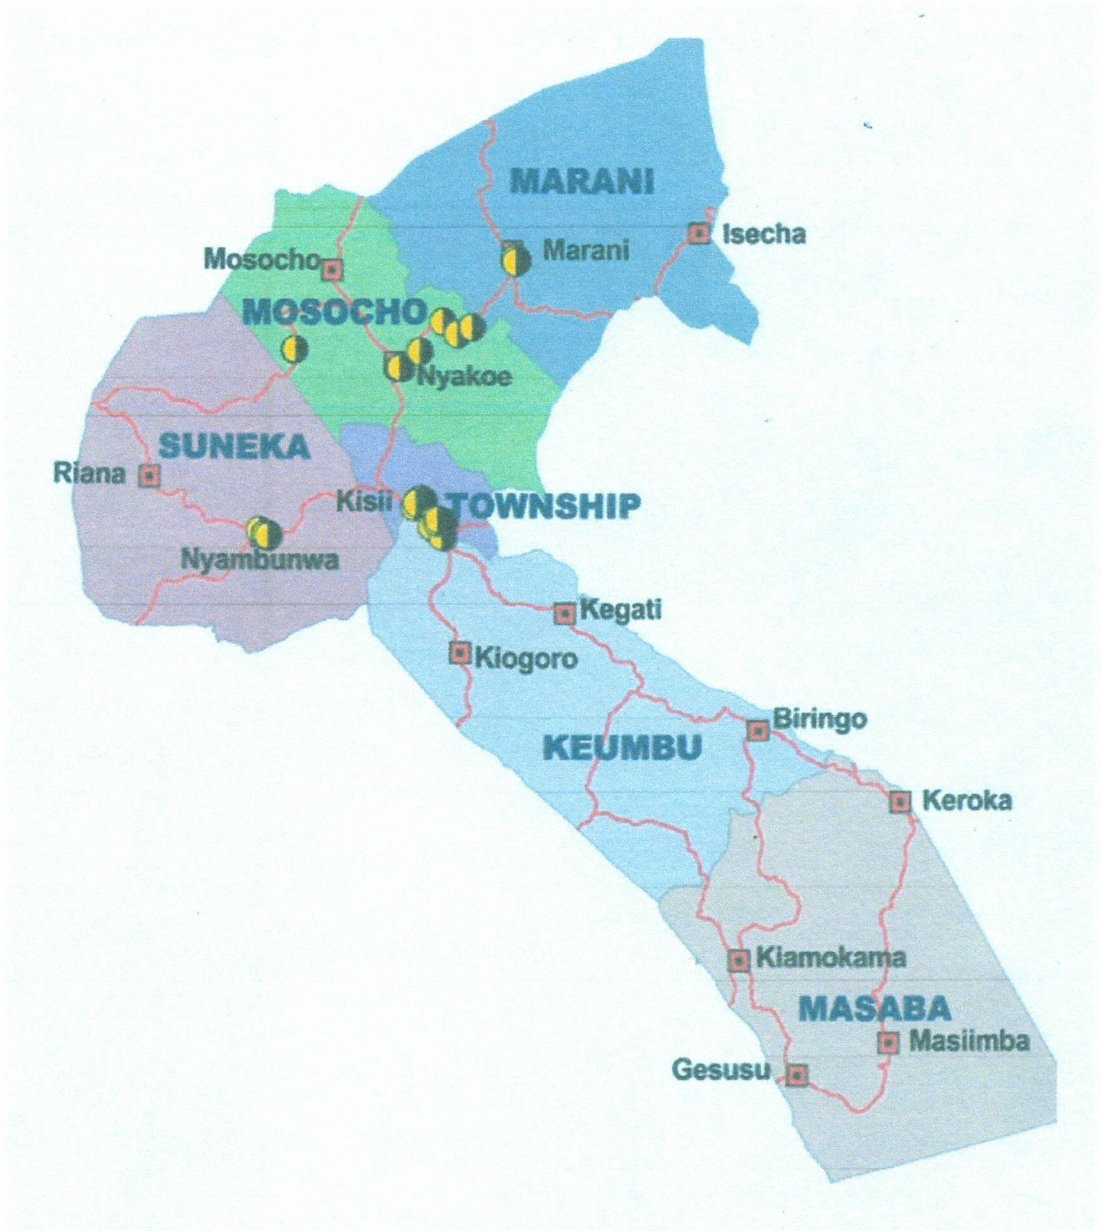 MARANI
Isecha
Marani
Mosocho
MOSOCHO
Nyakoe
SUNEKA
Riana
Kisii
TOWNSHIP
Nyambunwa
Kegati
Kiogoro
Biringo
KEUMBU
Keroka
Kiamokama
MASABA
Masiimba
Gesusu